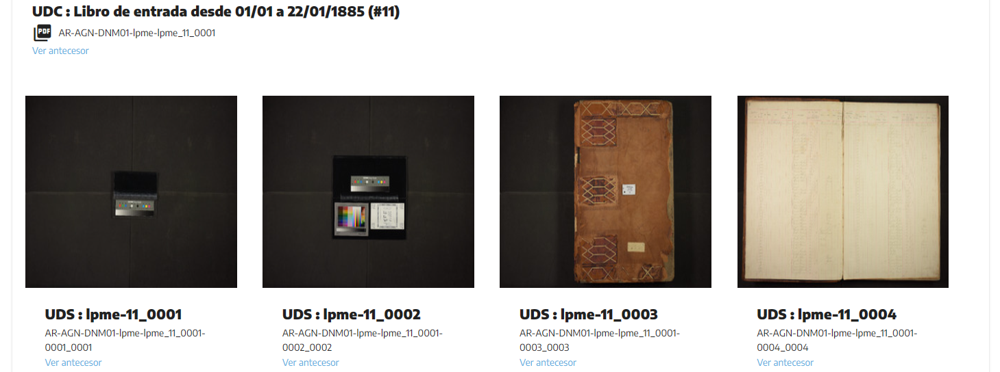 UDC : Libro de entrada desde 01/01 a 22/01/1885 (#11)
PDF
AR-AGN-DNM01-lpme-lpme_11_0001
Ver antecesor
UDS : lpme-11_0001
AR-AGN-DNM01-lpme-lpme_11_0001-
0001_0001
Ver antecesor
UDS : lpme-11_0002
AR-AGN-DNM01-lpme-lpme_11_0001-
0002_0002
Ver antecesor
UDS : lpme-11_0003
AR-AGN-DNM01-lpme-lpme_11_0001-
0003_0003
Ver antecesor
UDS : lpme-11_0004
AR-AGN-DNM01-lpme-lpme_11_0001-
0004_0004
Ver antecesor